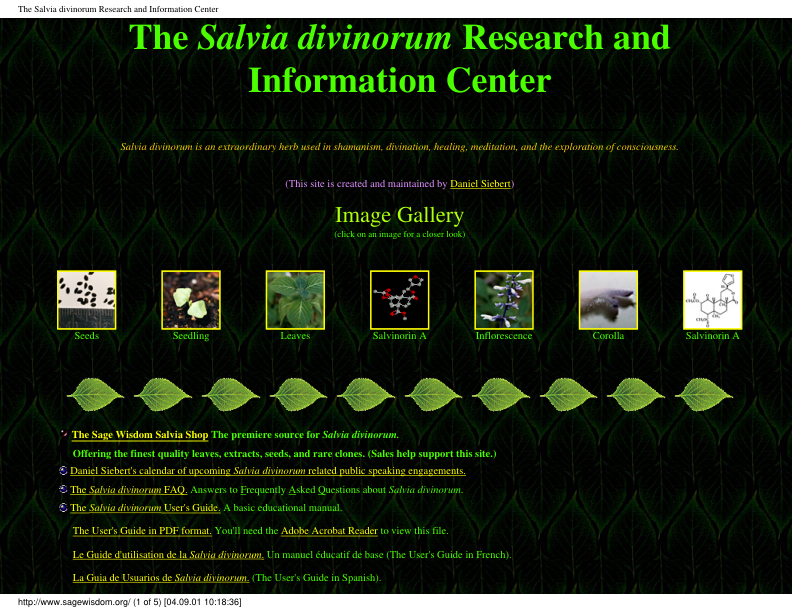 The Salvia divinorum Research and Information Center
The Salvia divinorum Research and
Information Center
Salvia divinorum is an extraordinary herb used in shamanism, divination, healing, meditation, and the exploration of consciousness.
(This site is created and maintained by Daniel Siebert)
Image Gallery
(click on an image for a closer look)
Seeds Seedling Leaves Salvinorin A Inflorescence Corolla Salvinorin A
The Sage Wisdom Salvia Shop The premiere source for Salvia divinorum.
Offering the finest quality leaves, extracts, seeds, and rare clones. (Sales help support this site.)
Daniel Siebert's calendar of upcoming Salvia divinorum related public speaking engagements.
The Salvia divinorum FAQ. Answers to Frequently Asked Questions about Salvia divinorum.
The Salvia divinorum User's Guide. A basic educational manual.
The User's Guide in PDF format. You'll need the Adobe Acrobat Reader to view this file.
Le Guide d'utilisation de la Salvia divinorum. Un manuel éducatif de base (The User's Guide in French).
La Guia de Usuarios de Salvia divinorum. (The User's Guide in Spanish).
http://www.sagewisdom.org/ (1 of 5) [04.09.01 10:18:36]